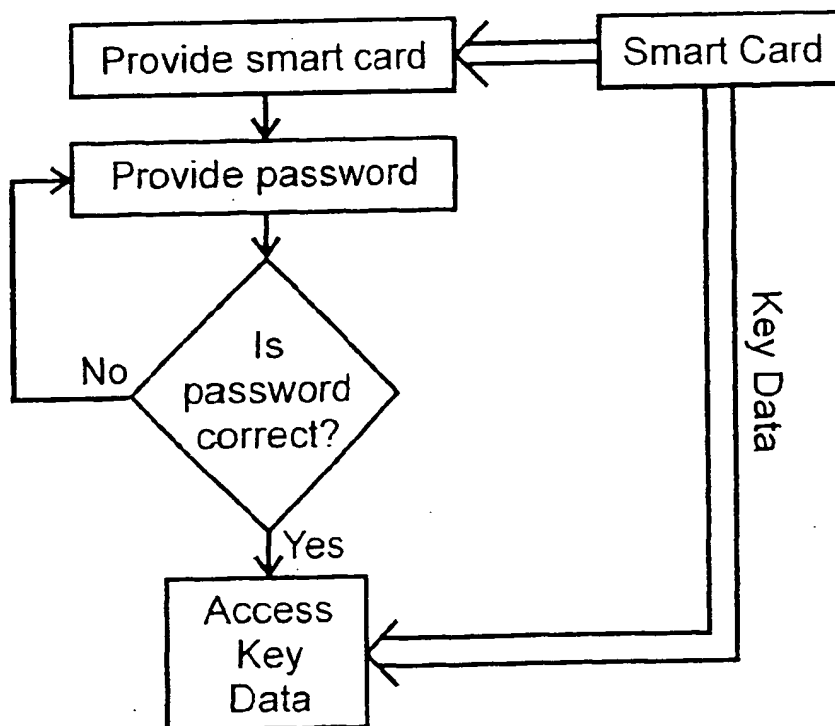 Provide smart card
Smart Card
Provide password
No
Is
password
correct?
Key Data
Yes
Access
Key
Data